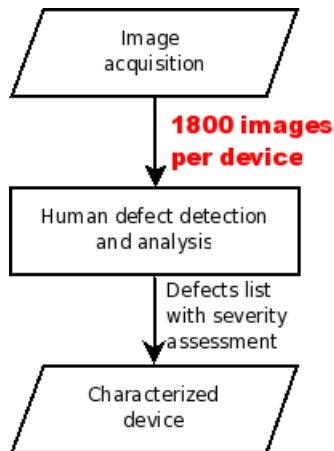 Image
acquisition
1800 images
per device
Human defect detection
and analysis
Defects list
with severity
assessment
Characterized
device